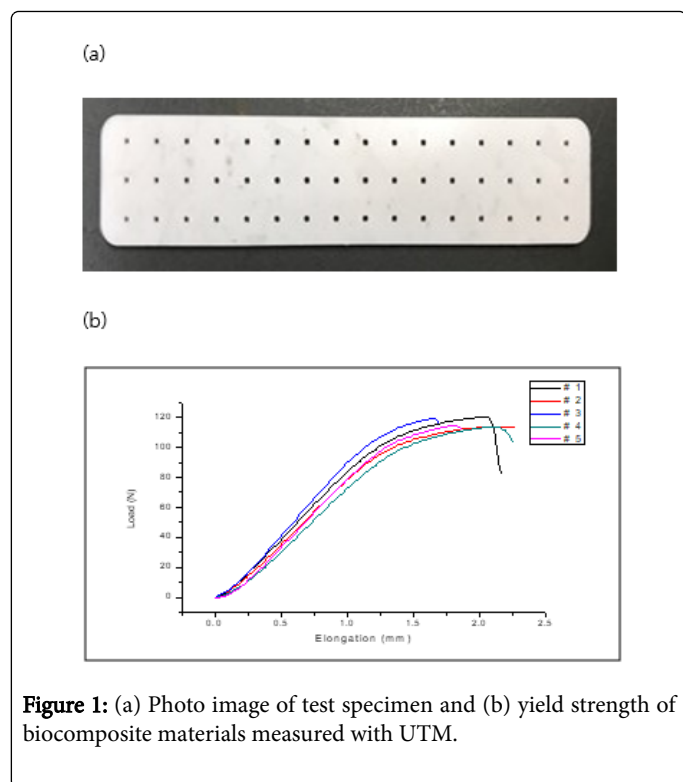 (a)
(b)
# 1
# 2
# 3
# 4
# 5
120
100
80
60
40
20
0
Load (N)
0.0 0.5 1.0 1.5 2.0 2.5
Elongation (mm)
Figure 1: (a) Photo image of test specimen and (b) yield strength of
biocomposite materials measured with UTM.